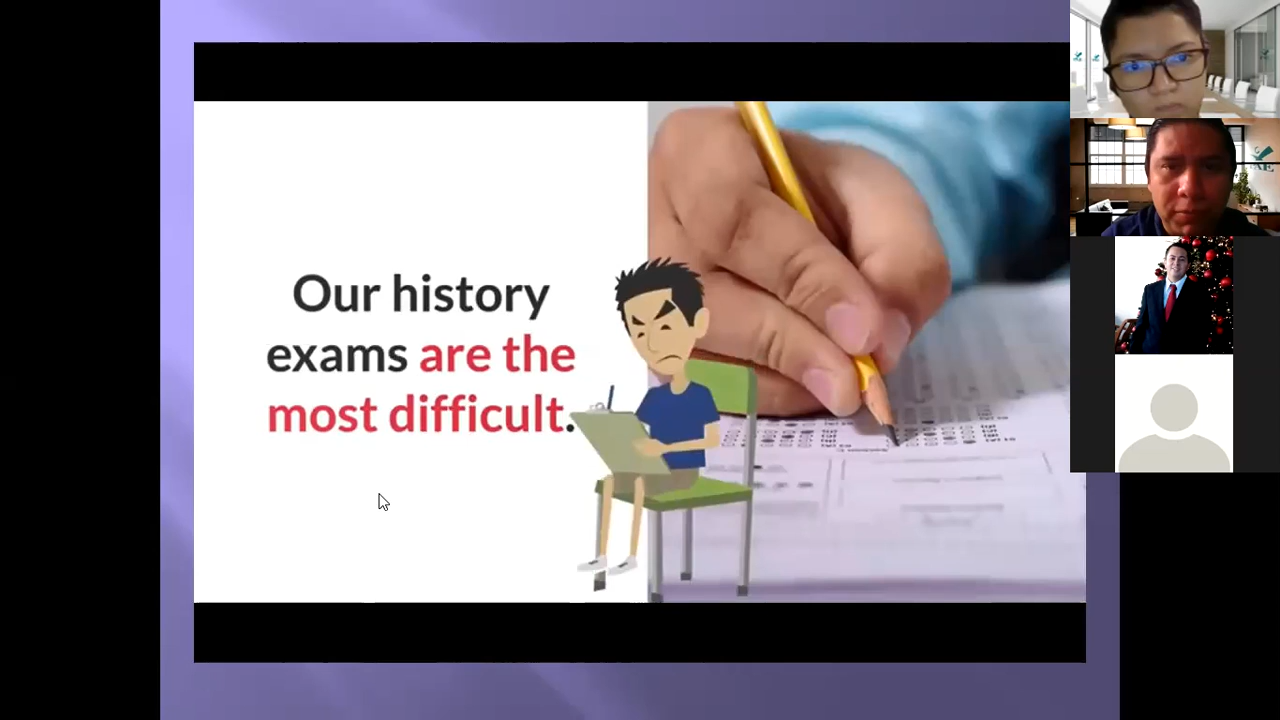 Our history
exams are the
most difficult.